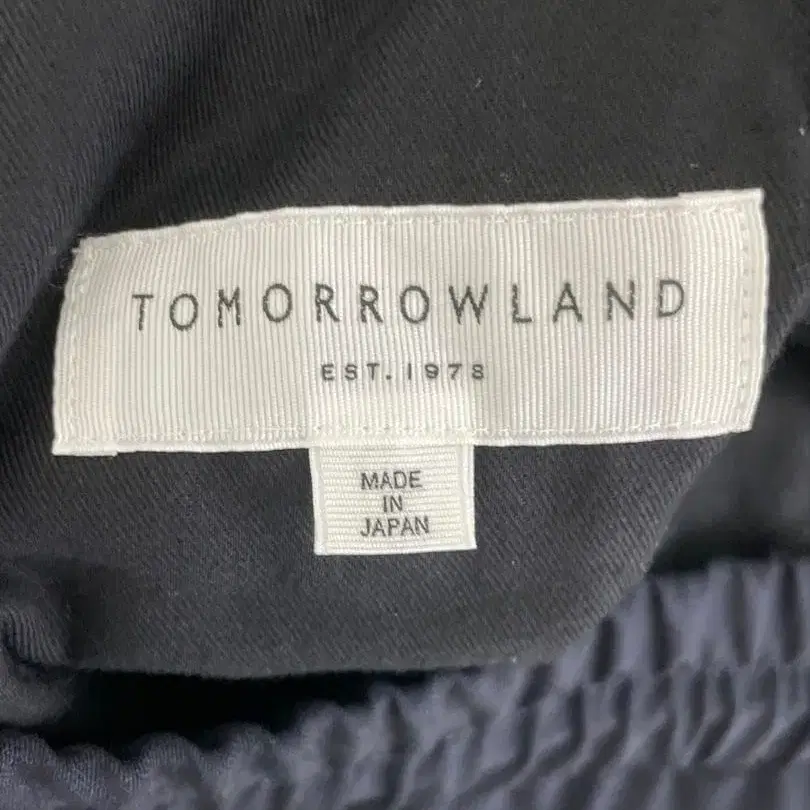 TOMORROWLAND
EST. 1978
MADE
IN
JAPAN